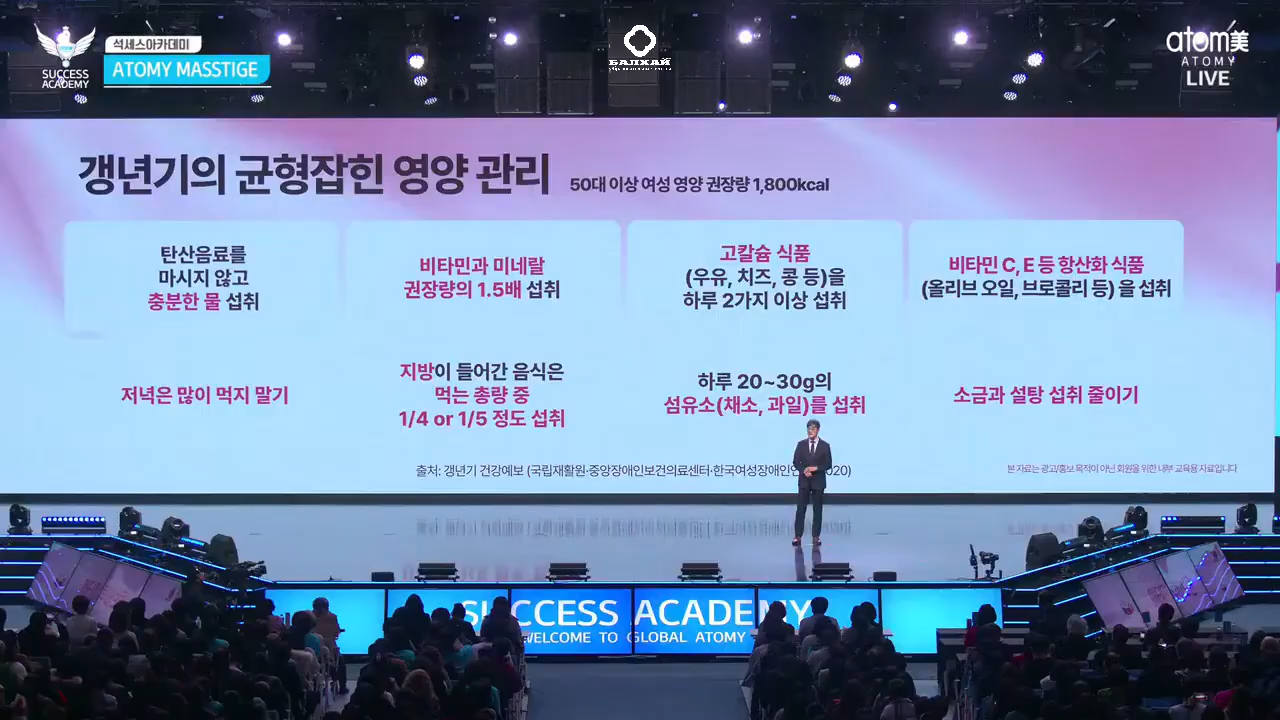 SUCCESS
ACADEMY
석세스아카데미
ATOMY MASSTIGE
БАЛХАЙ
atom美
ATOMY
LIVE
갱년기의 균형잡힌 영양 관리
50대 이상 여성 영양 권장량 1,800kcal
탄산음료를
마시지 않고
충분한 물 섭취
비타민과 미네랄
권장량의 1.5배 섭취
고칼슘 식품
(우유, 치즈, 콩 등)을
하루 2가지 이상 섭취
비타민 C, E 등 항산화 식품
(올리브 오일, 브로콜리 등) 을 섭취
저녁은 많이 먹지 말기
지방이 들어간 음식은
먹는 총량 중
1/4 or 1/5 정도 섭취
하루 20~30g의
섬유소(채소, 과일)를 섭취
소금과 설탕 섭취 줄이기
출처: 갱년기 건강예보 (국립재활원·중앙장애인보건의료센터·한국여성장애인연 020)
본 자료는 광고/홍보 목적이 아닌 회원을 위한 내부 교육용 자료입니다
SUCCESS ACADEMY
WELCOME TO GLOBAL ATOMY